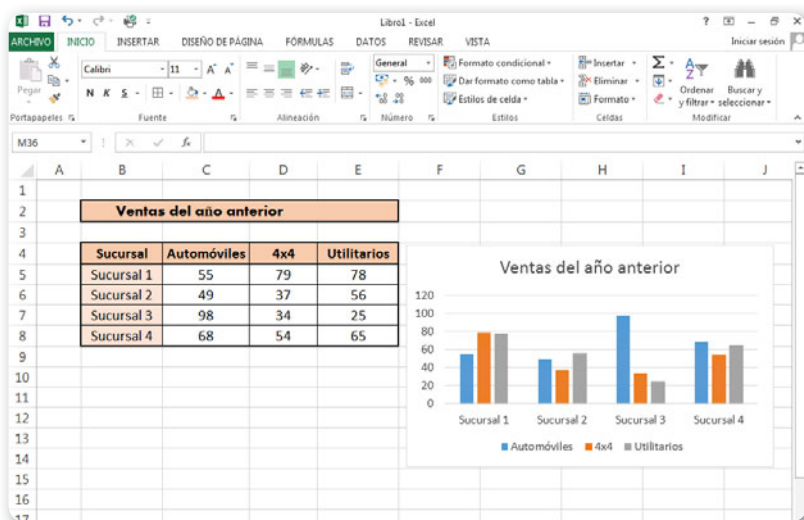 Libro1 - Excel
ARCHIVO INICIO INSERTAR DISEÑO DE PÁGINA FÓRMULAS DATOS REVISAR VISTA Iniciar sesión
Pegar
Calibri 11 A A
N K S A
General
% 000
Formato condicional
Dar formato como tabla
Estilos de celda
Insertar
Eliminar
Formato
Ordenar y filtrar
Buscar y seleccionar
Portapapeles Fuente Alineación Número Estilos Celdas Modificar
M36 fx
A B C D E F G H I J
1
2 Ventas del año anterior
3
4 Sucursal Automóviles 4x4 Utilitarios
5 Sucursal 1 55 79 78
6 Sucursal 2 49 37 56
7 Sucursal 3 98 34 25
8 Sucursal 4 68 54 65
9
10
11
12
13
14
15
16
17
Ventas del año anterior
120
100
80
60
40
20
0
Sucursal 1 Sucursal 2 Sucursal 3 Sucursal 4
Automóviles 4x4 Utilitarios